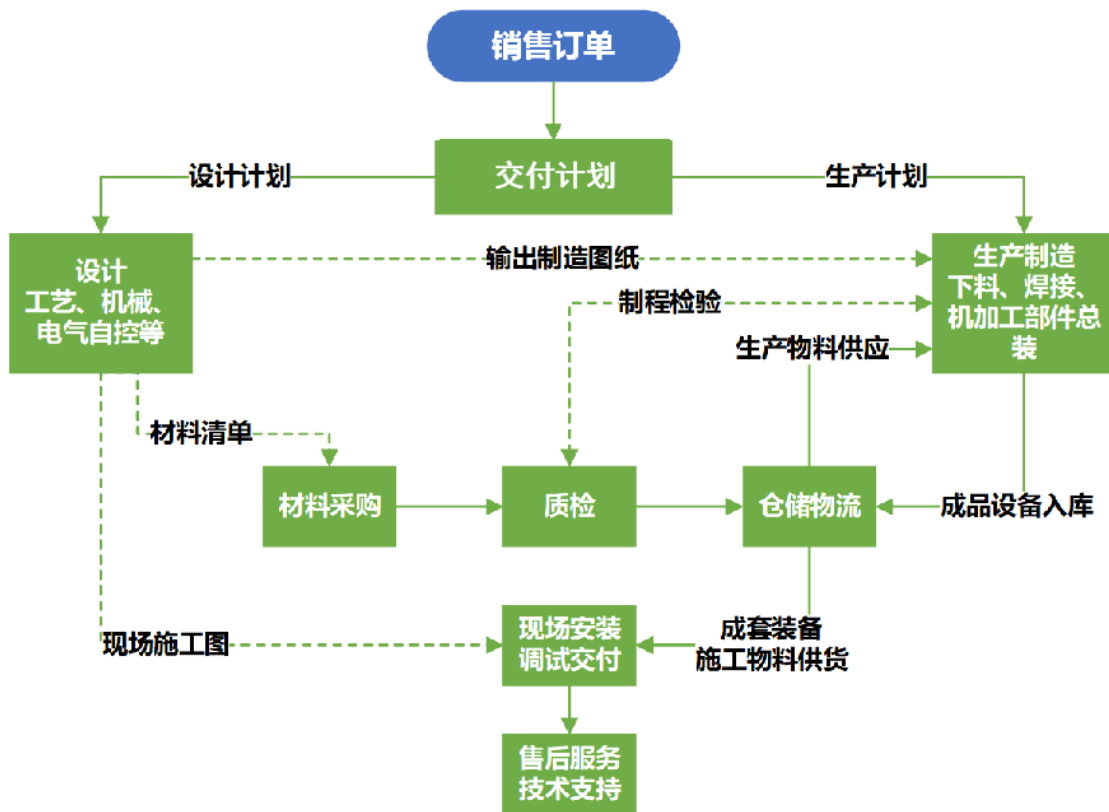 销售订单
设计计划
交付计划
生产计划
设计
工艺、机械、
电气自控等
输出制造图纸
生产制造
下料、焊接、
机加工部件总
装
制程检验
生产物料供应
材料清单
材料采购
质检
仓储物流
成品设备入库
现场施工图
现场安装
调试交付
成套装备
施工物料供货
售后服务
技术支持